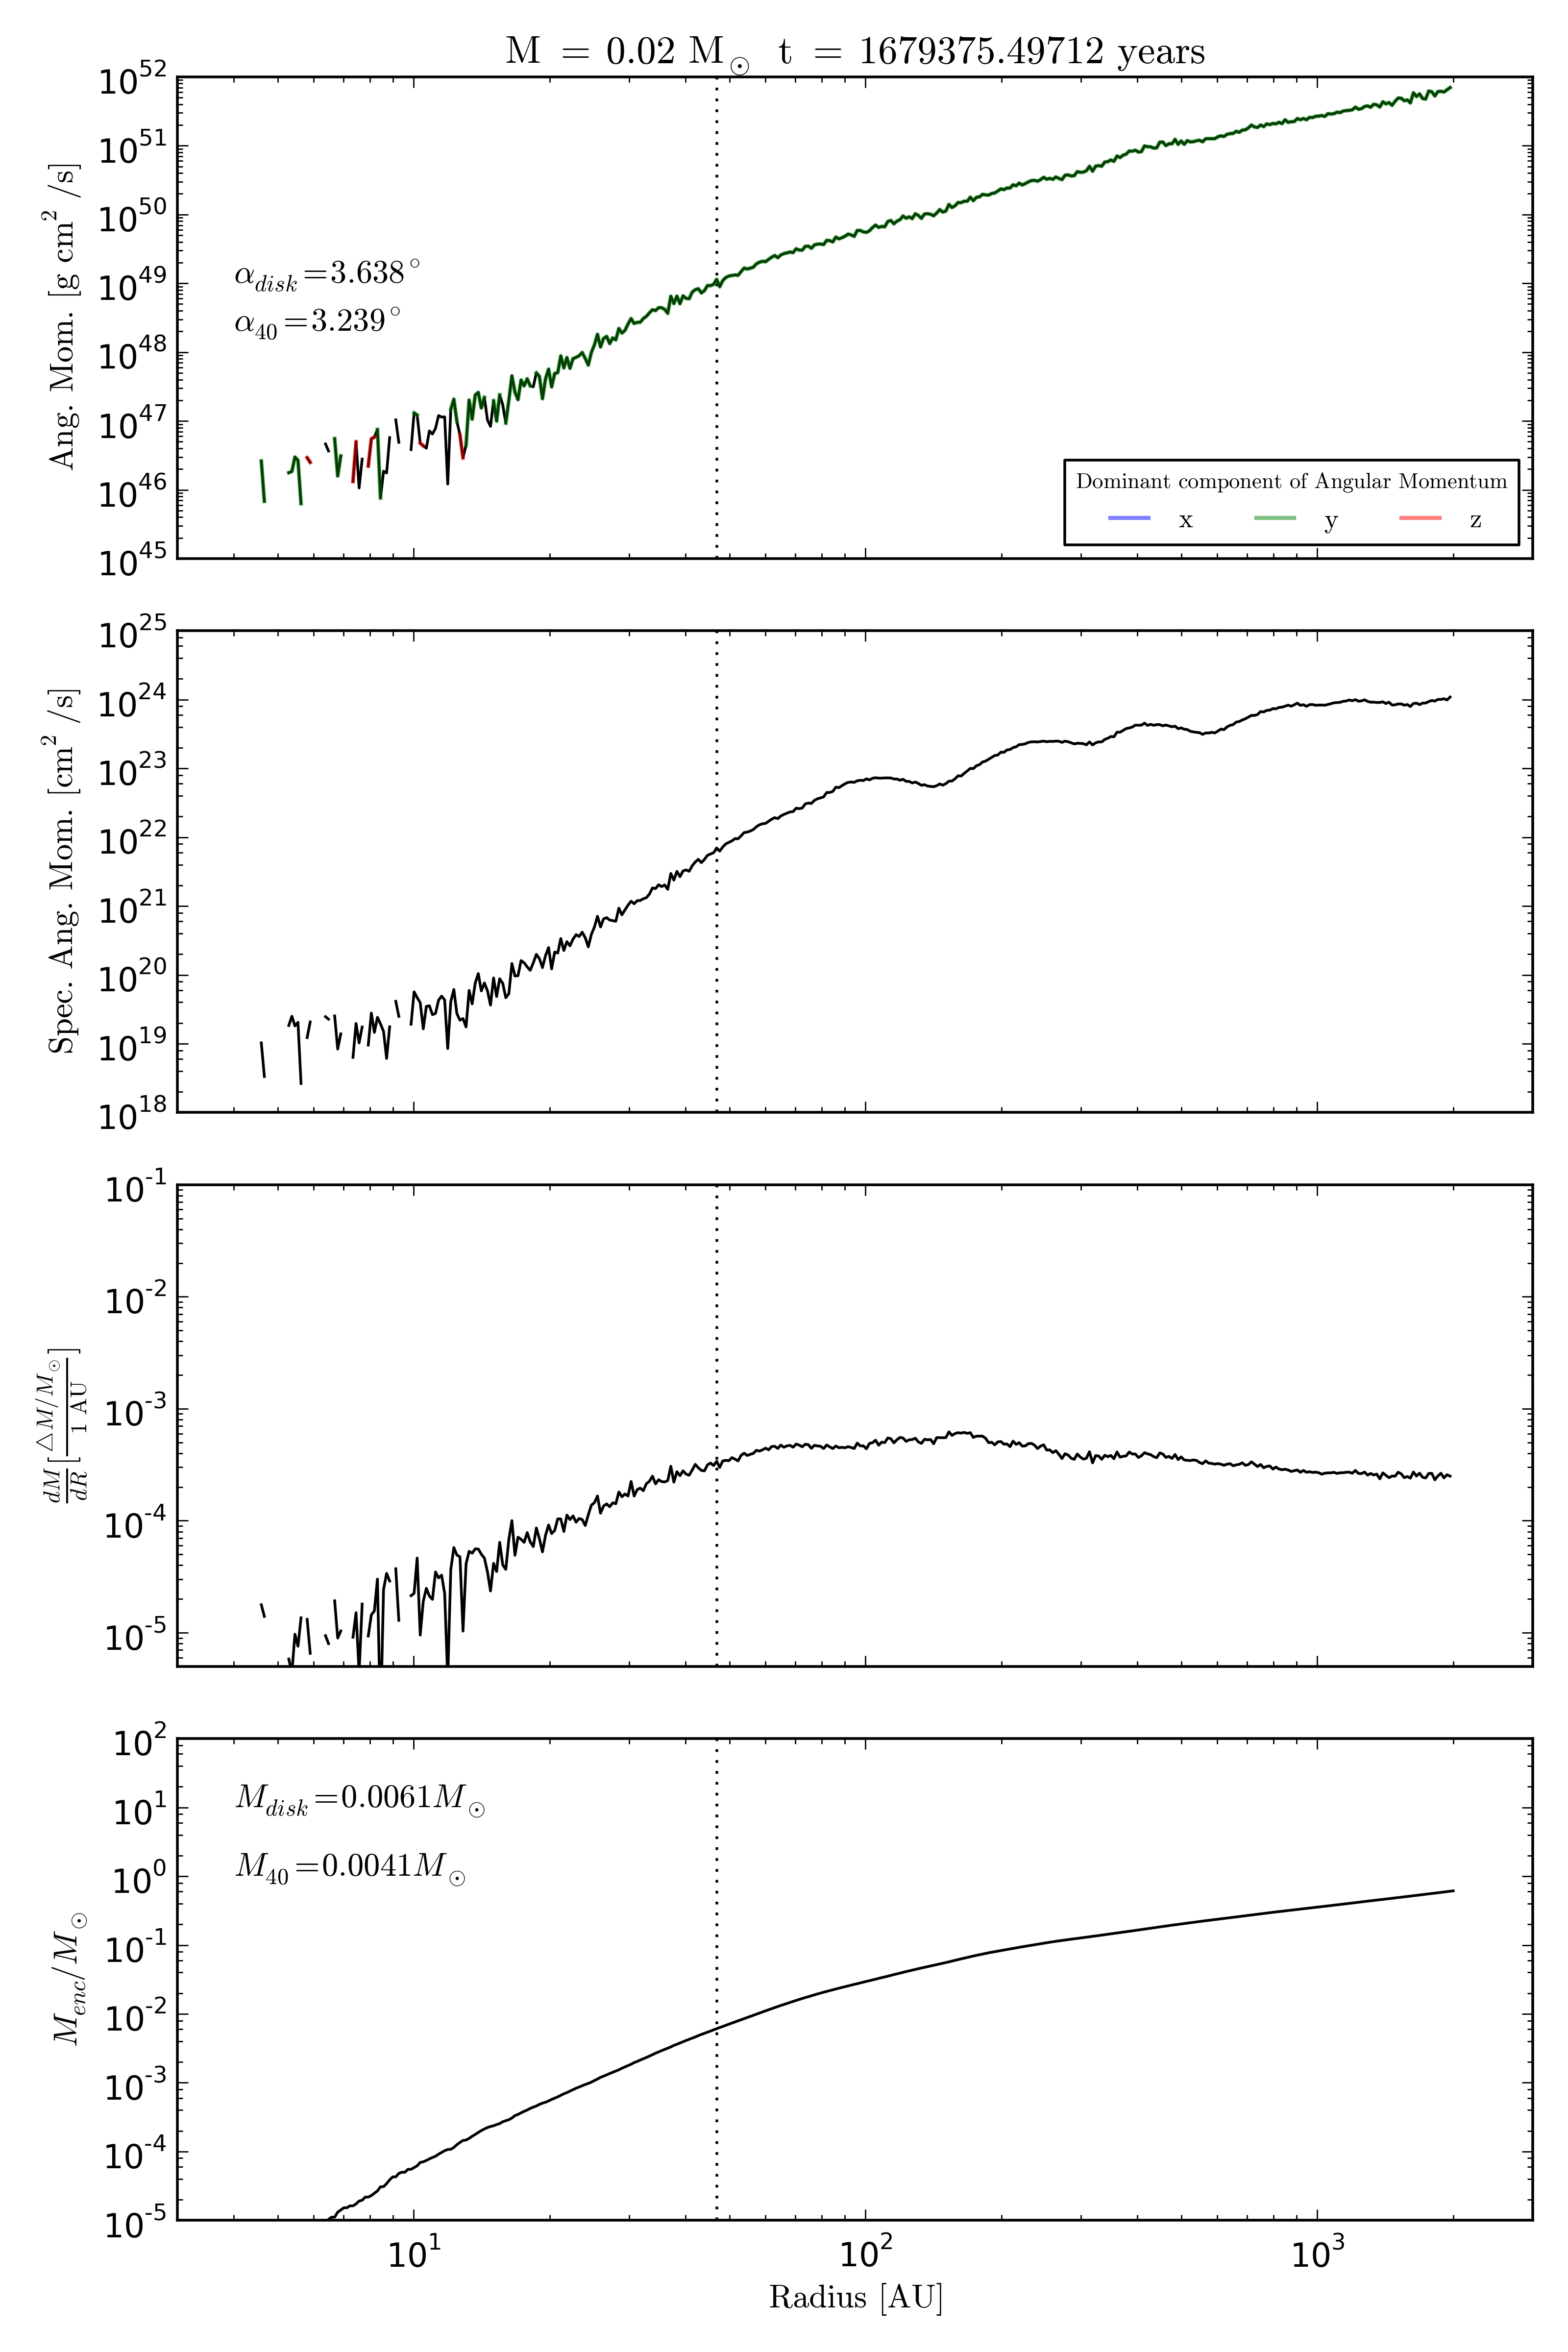 M = 0.02 M⊙ t = 1679375.49712 years
10^52
10^51
10^50
10^49
10^48
10^47
10^46
10^45
Ang. Mom. [g cm^2 /s]
α_disk = 3.638°
α_40 = 3.239°
Dominant component of Angular Momentum
x y z
10^25
10^24
10^23
10^22
10^21
10^20
10^19
10^18
Spec. Ang. Mom. [cm^2 /s]
10^-1
10^-2
10^-3
10^-4
10^-5
dM/dR [△M/M⊙ / 1 AU]
10^2
10^1
10^0
10^-1
10^-2
10^-3
10^-4
10^-5
M_enc/M⊙
M_disk = 0.0061M⊙
M_40 = 0.0041M⊙
10^1 10^2 10^3
Radius [AU]